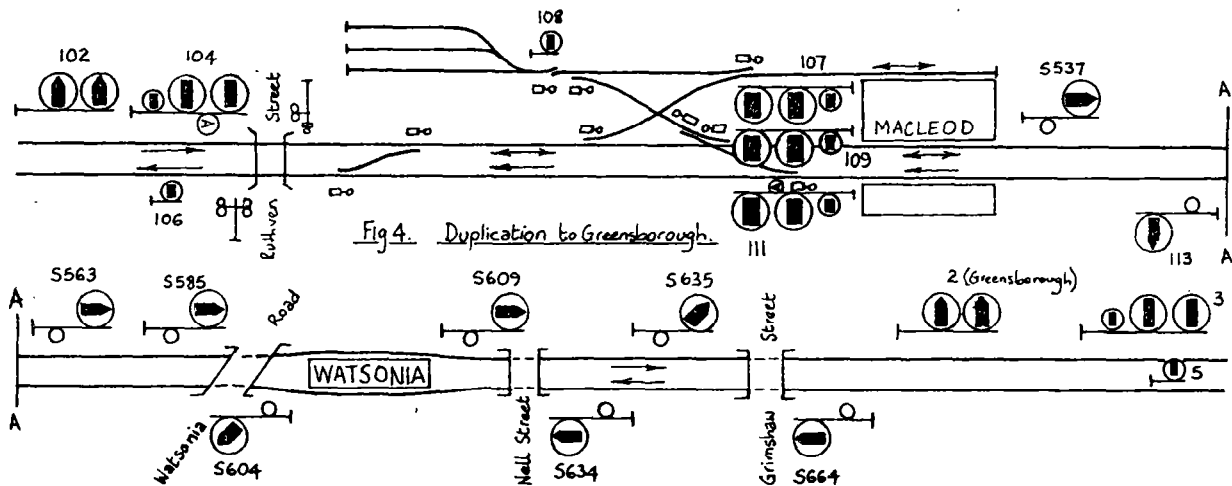 102
104
A
Street
106
Ruthven
108
107
MACLEOD
109
A
111
S537
A
A
113
Fig 4. Duplication to Greensborough.
A
A
S563
S585
Road
WATSONIA
Watsonia
S604
S609
Nell Street
S634
S635
Street
Grimshaw
S664
2 (Greensborough)
3
5